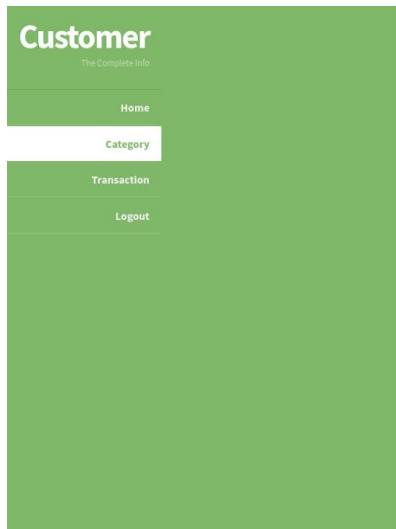 Customer
The Complete Info
Home
Category
Transaction
Logout